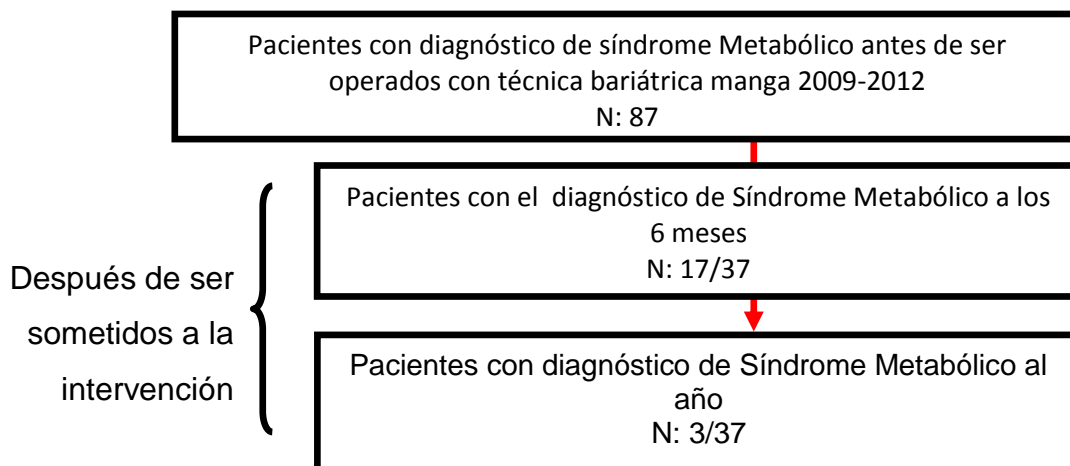 Pacientes con diagnóstico de síndrome Metabólico antes de ser
operados con técnica bariátrica manga 2009-2012
N: 87
Pacientes con el diagnóstico de Síndrome Metabólico a los
6 meses
N: 17/37
Después de ser
sometidos a la
intervención
Pacientes con diagnóstico de Síndrome Metabólico al
año
N: 3/37